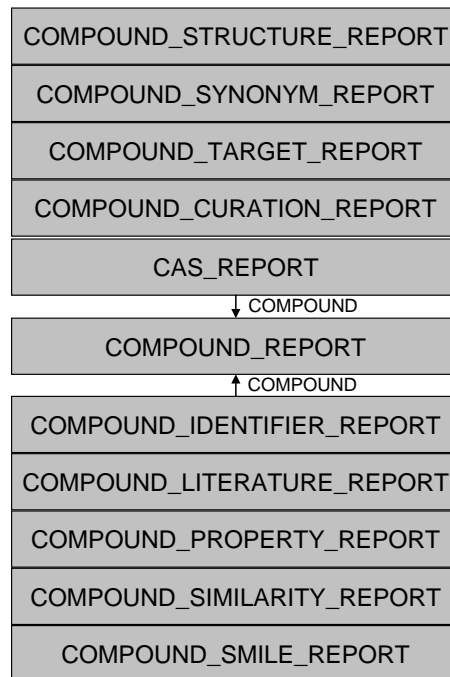 COMPOUND_STRUCTURE_REPORT
COMPOUND_SYNONYM_REPORT
COMPOUND_TARGET_REPORT
COMPOUND_CURATION_REPORT
CAS_REPORT
COMPOUND
COMPOUND_REPORT
COMPOUND
COMPOUND_IDENTIFIER_REPORT
COMPOUND_LITERATURE_REPORT
COMPOUND_PROPERTY_REPORT
COMPOUND_SIMILARITY_REPORT
COMPOUND_SMILE_REPORT